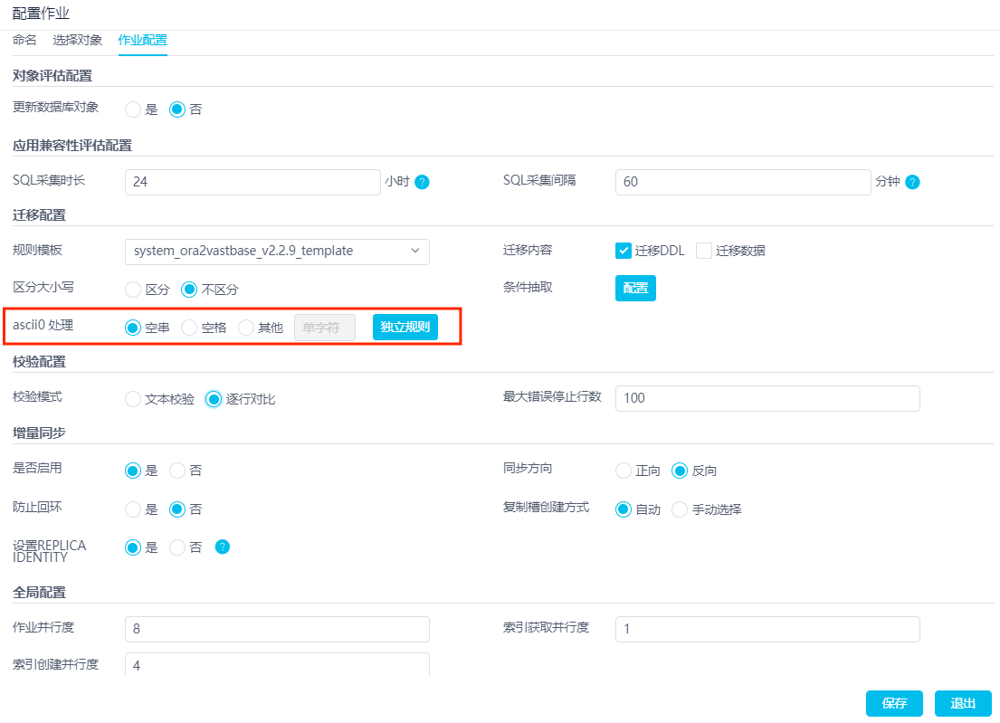 配置作业
命名 选择对象 作业配置
对象评估配置
更新数据库对象 是 否
应用兼容性评估配置
SQL采集时长 24 小时 ? SQL采集间隔 60 分钟 ?
迁移配置
规则模板 system_ora2vastbase_v2.2.9_template 迁移内容 迁移DDL 迁移数据
区分大小写 区分 不区分 条件抽取 配置
ascii0 处理 空串 空格 其他 单字符 独立规则
校验配置
校验模式 文本校验 逐行对比 最大错误停止行数 100
增量同步
是否启用 是 否 同步方向 正向 反向
防止回环 是 否 复制槽创建方式 自动 手动选择
设置REPLICA
IDENTITY 是 否 ?
全局配置
作业并行度 8 索引获取并行度 1
索引创建并行度 4
保存 退出